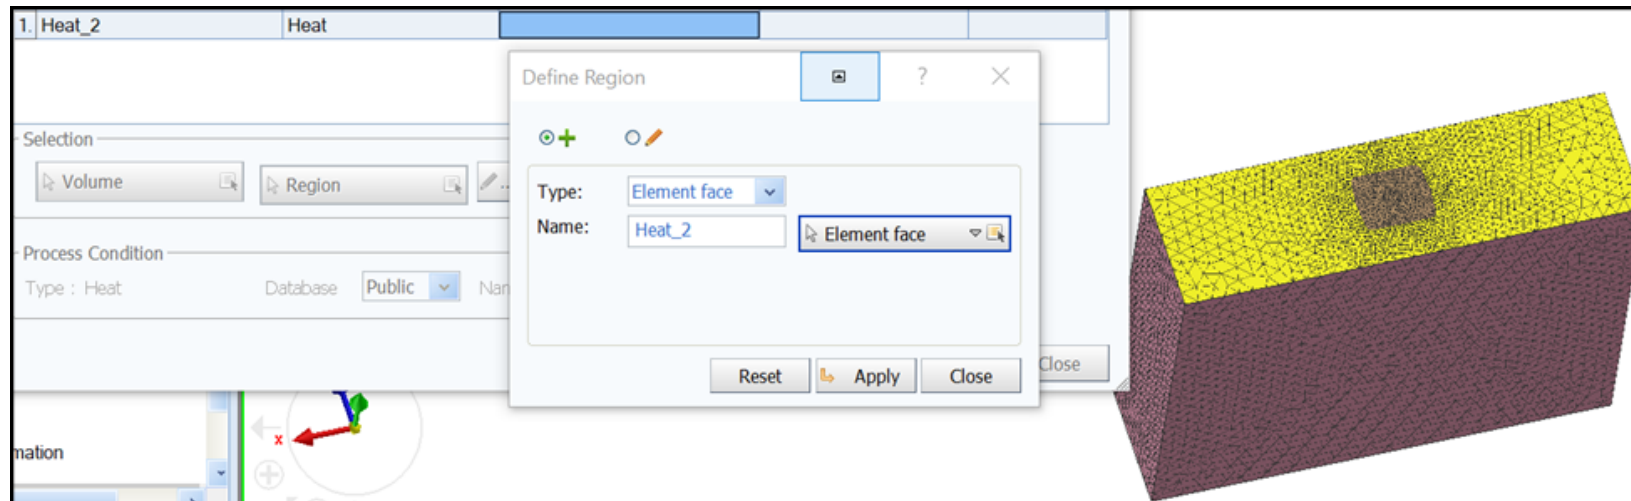 1. Heat_2 Heat
Define Region ?
Selection
Volume Region ...
Type: Element face
Name: Heat_2 Element face
Process Condition
Type : Heat Database Public
Reset Apply Close
Close
x